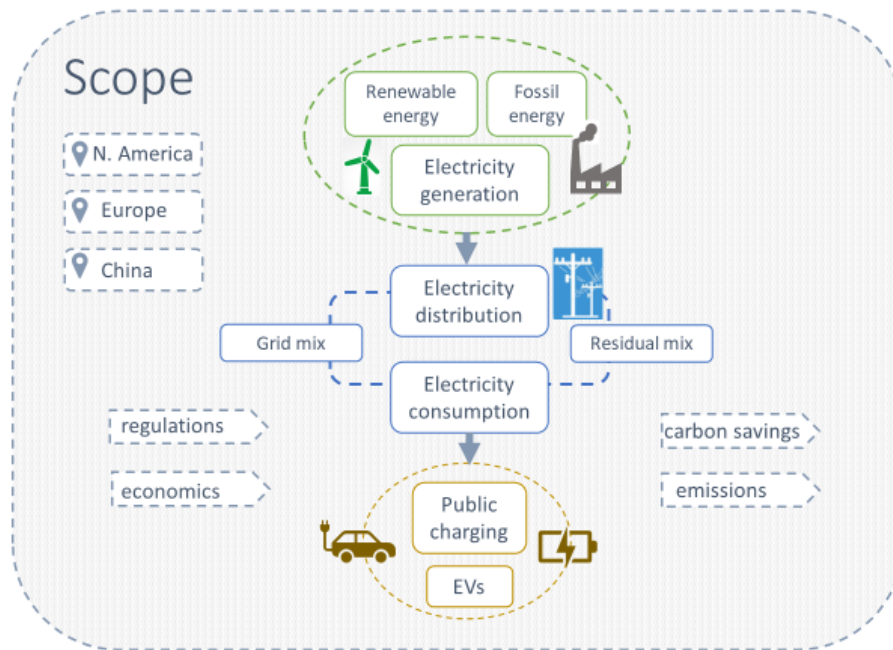 Scope
N. America
Europe
China
Renewable
energy
Fossil
energy
Electricity
generation
Electricity
distribution
Grid mix
Residual mix
Electricity
consumption
regulations
economics
carbon savings
emissions
Public
charging
EVs